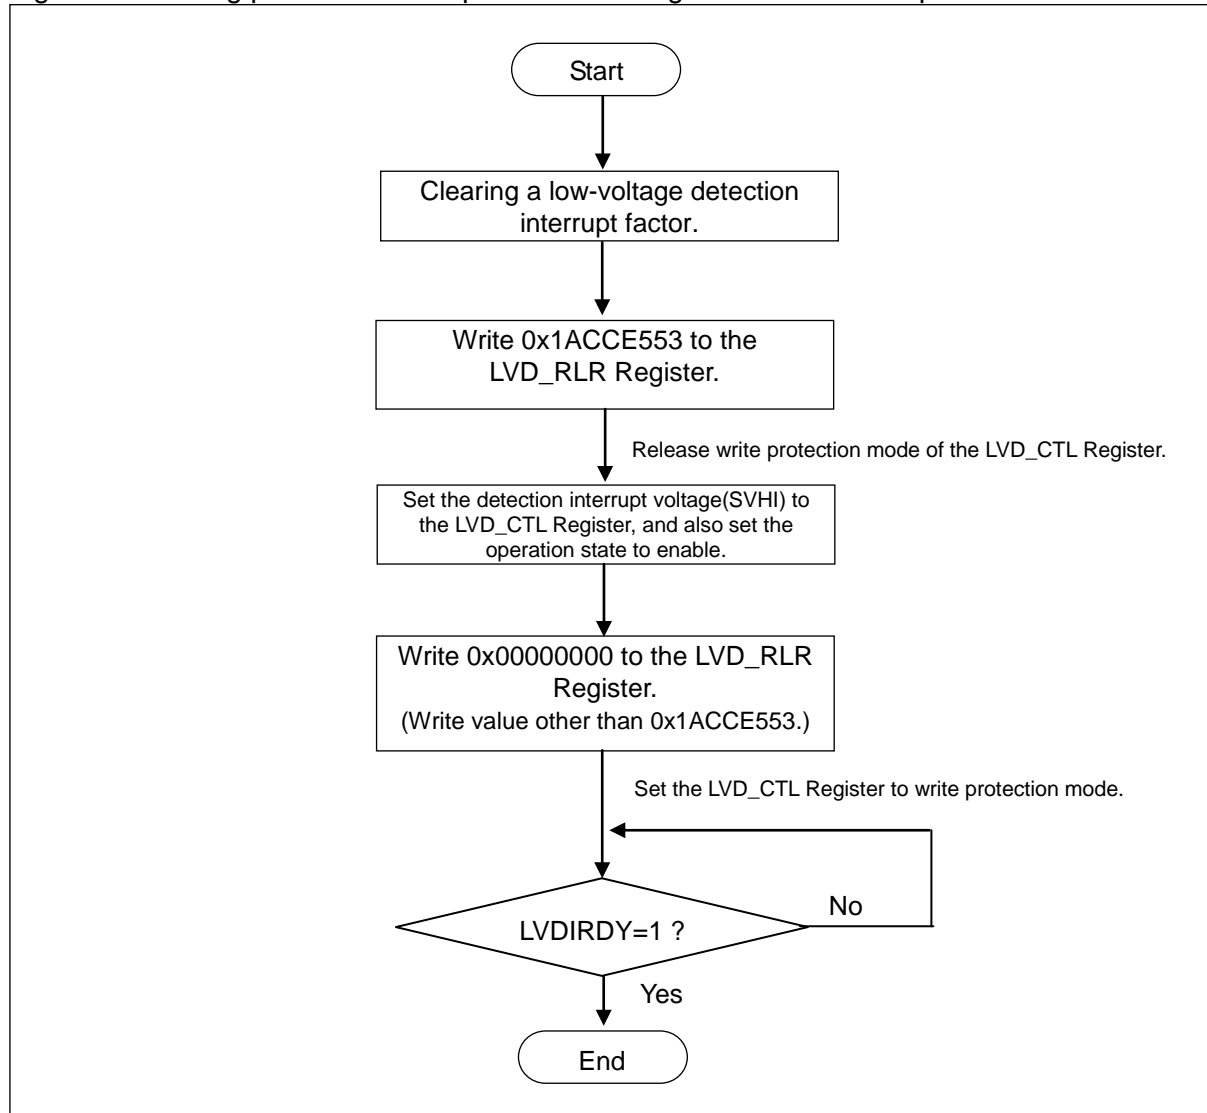 Start
Clearing a low-voltage detection
interrupt factor.
Write 0x1ACCE553 to the
LVD_RLR Register.
Release write protection mode of the LVD_CTL Register.
Set the detection interrupt voltage(SVHI) to
the LVD_CTL Register, and also set the
operation state to enable.
Write 0x00000000 to the LVD_RLR
Register.
(Write value other than 0x1ACCE553.)
Set the LVD_CTL Register to write protection mode.
LVDIRDY=1 ?
No
Yes
End